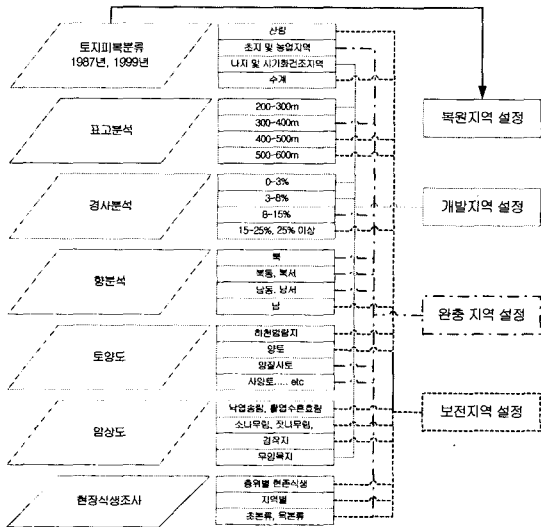 토지피복분류
1987년, 1999년
산림
초지 및 농업지역
나지 및 시가화건조지역
수계
표고분석
200-300m
300-400m
400-500m
500-600m
경사분석
0-3%
3-8%
8-15%
15-25%, 25% 이상
향분석
북
북동, 북서
남동, 남서
남
토양도
하천범람지
양토
양질사토
사양토..... etc
임상도
낙엽송림, 활엽수혼효림
소나무림, 잣나무림,
경작지
무임목지
현장식생조사
층위별 현존식생
지역별
초본류, 목본류
복원지역 설정
개발지역 설정
완충 지역 설정
보전지역 설정